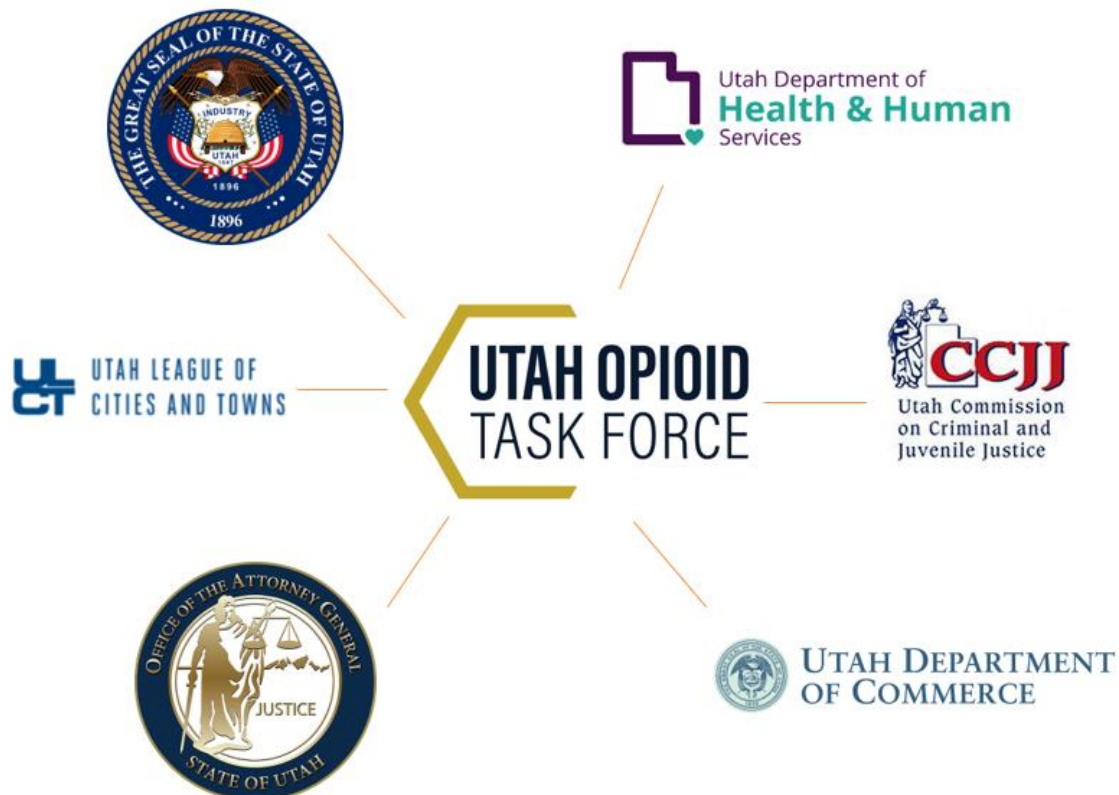 THE GREAT SEAL OF THE STATE OF UTAH
INDUSTRY
UTAH
1847
1896
1896
Utah Department of
Health & Human
Services
UTAH LEAGUE OF
CITIES AND TOWNS
ULCT
UTAH OPIOID
TASK FORCE
CCJJ
Utah Commission
on Criminal and
Juvenile Justice
OFFICE OF THE ATTORNEY GENERAL
JUSTICE
STATE OF UTAH
UTAH DEPARTMENT
OF COMMERCE